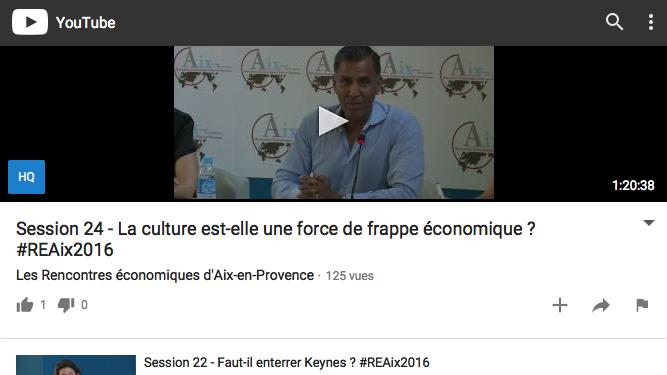 YouTube
Aix
HQ
1:20:38
Session 24 - La culture est-elle une force de frappe économique ?
#REAix2016
Les Rencontres économiques d'Aix-en-Provence · 125 vues
1
0
Session 22 - Faut-il enterrer Keynes ? #REAix2016